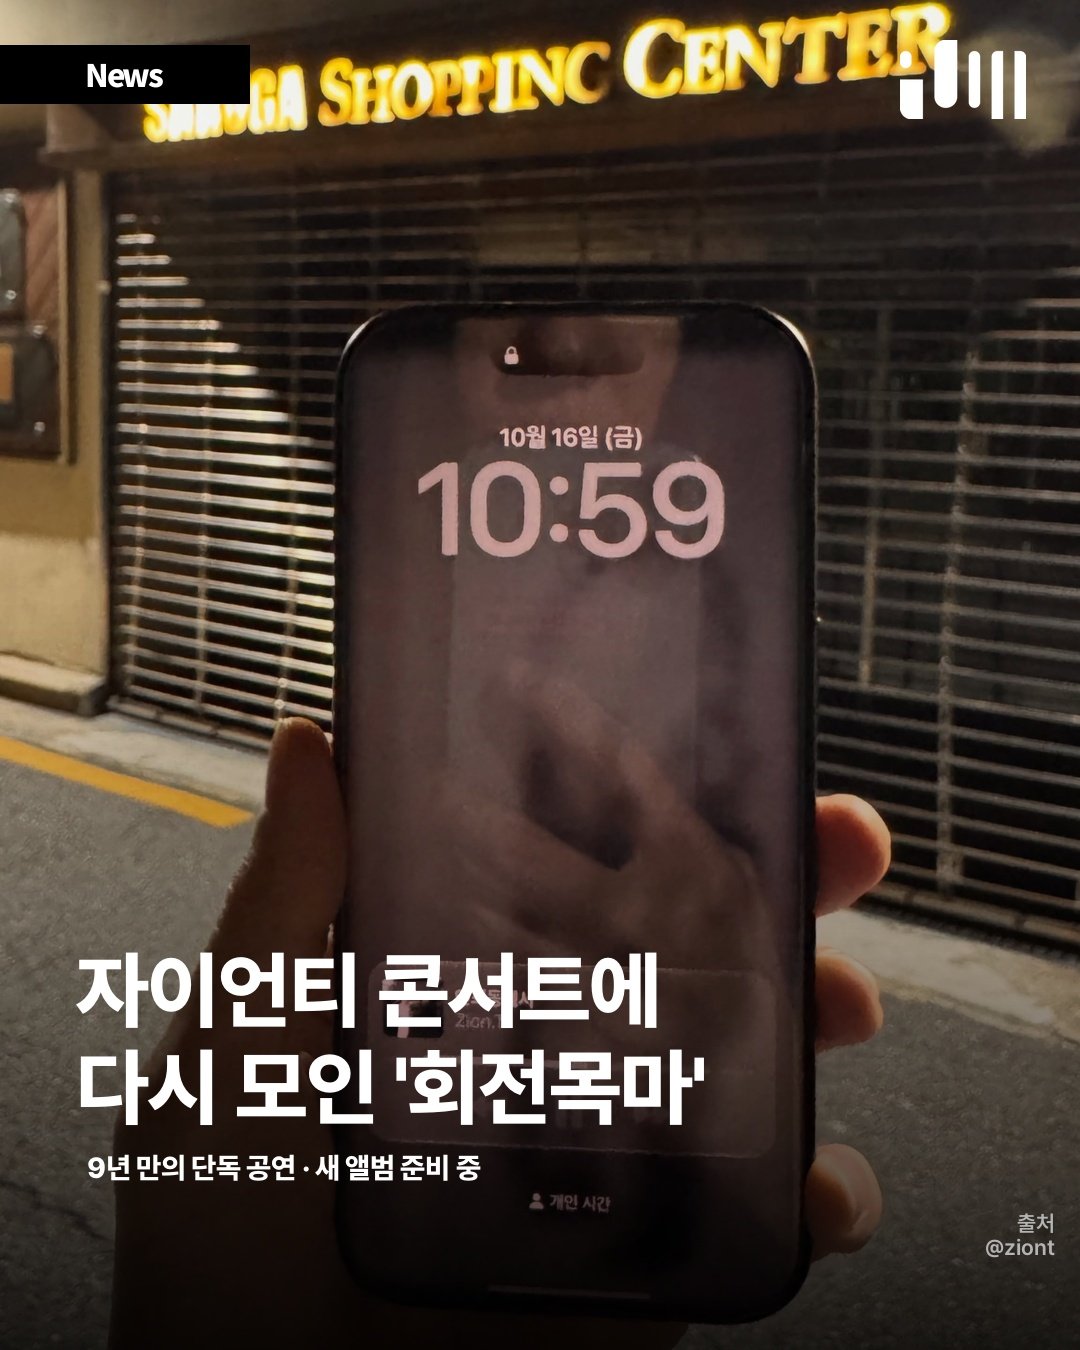 News
SHOPPING CENTER
10월 16일 (금)
10:59
자이언티 콘서트에
다시 모인 '회전목마'
9년 만의 단독 공연 · 새 앨범 준비 중
Zion.T
개인 시간
출처
@ziont